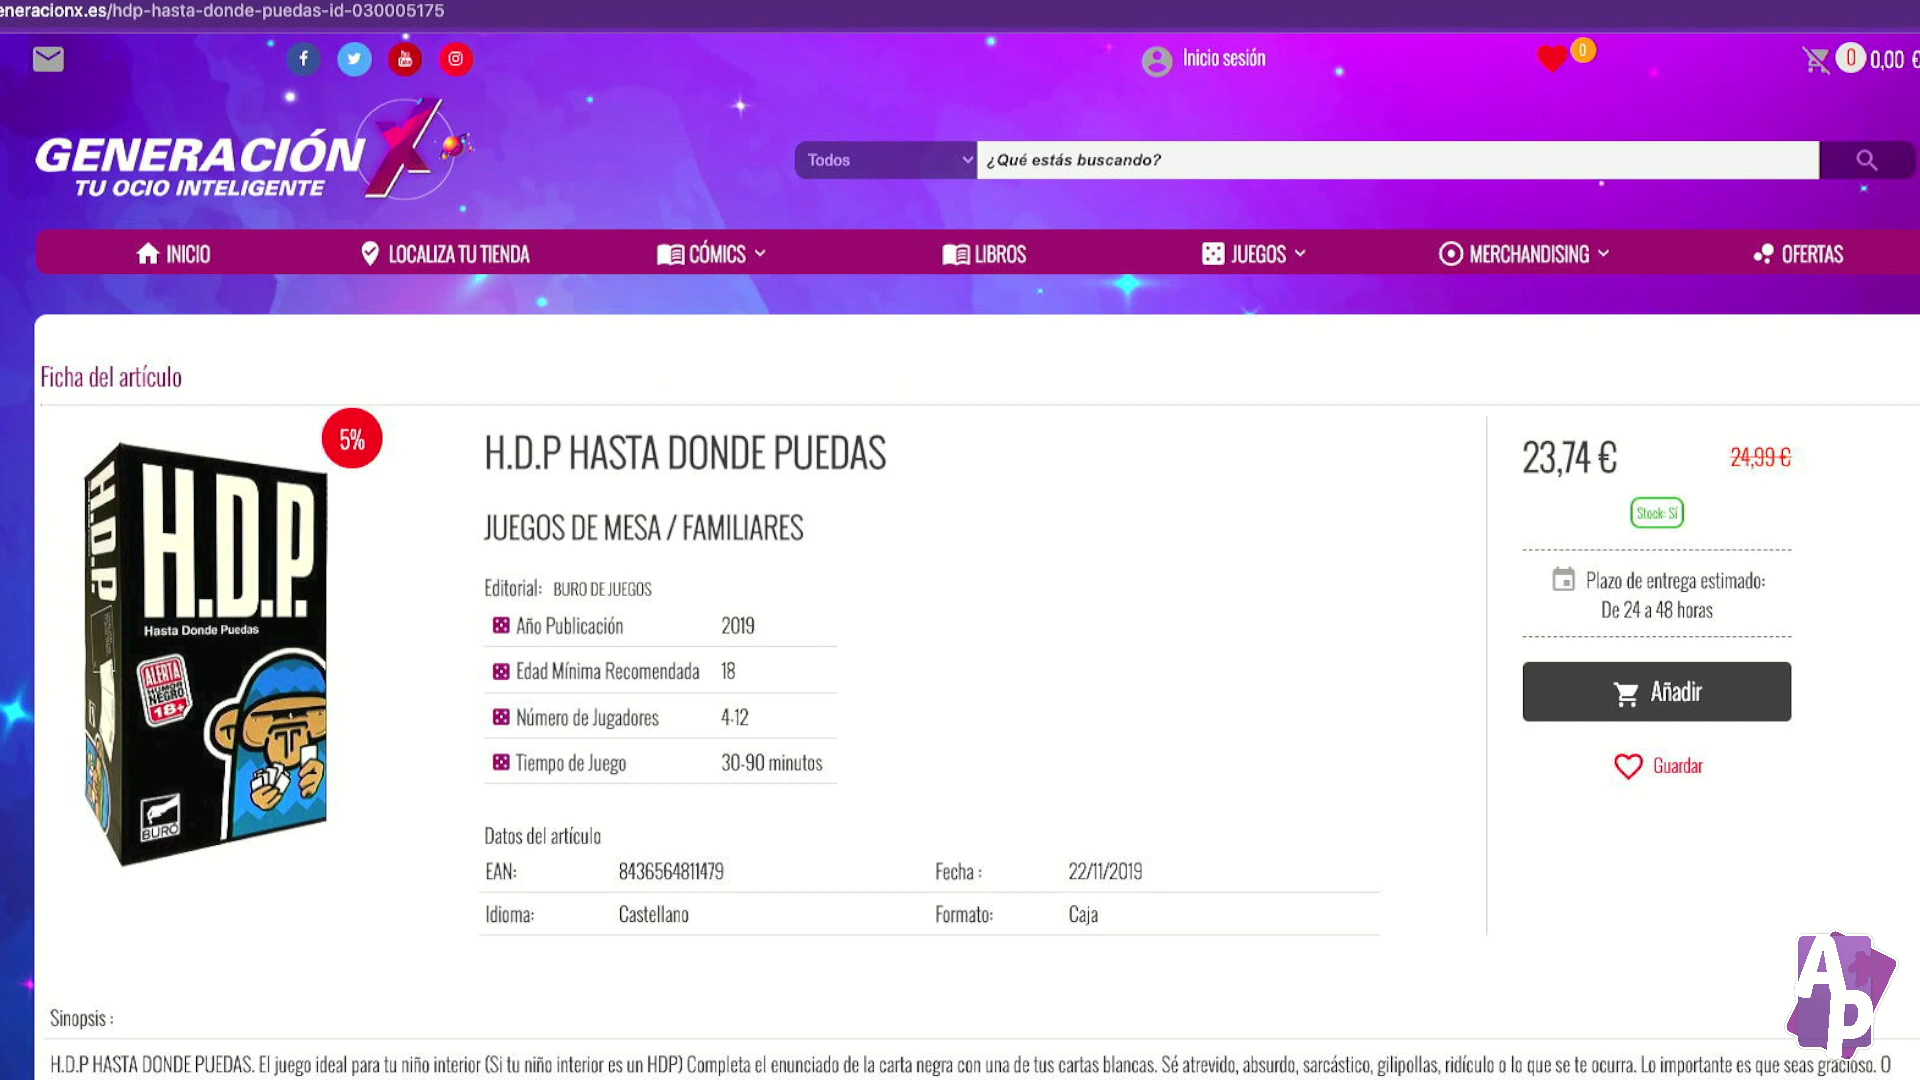 eneracionx.es/hdp-hasta-donde-puedas-id-030005175
Inicio sesión
0
0
0,00 €
GENERACIÓN X
TU OCIO INTELIGENTE
Todos
¿Qué estás buscando?
INICIO
LOCALIZA TU TIENDA
CÓMICS
LIBROS
JUEGOS
MERCHANDISING
OFERTAS
Ficha del artículo
5%
H.D.P.
H.D.P.
Hasta Donde Puedas
ALERTA
HUMOR
NEGRO
18+
BURÓ
H.D.P HASTA DONDE PUEDAS
JUEGOS DE MESA / FAMILIARES
Editorial: BURO DE JUEGOS
Año Publicación 2019
Edad Mínima Recomendada 18
Número de Jugadores 4-12
Tiempo de Juego 30-90 minutos
23,74 € 24,99 €
Stock: Sí
Plazo de entrega estimado:
De 24 a 48 horas
Añadir
Guardar
Datos del artículo
EAN: 8436564811479 Fecha : 22/11/2019
Idioma: Castellano Formato: Caja
AP
Sinopsis :
H.D.P HASTA DONDE PUEDAS. El juego ideal para tu niño interior (Si tu niño interior es un HDP) Completa el enunciado de la carta negra con una de tus cartas blancas. Sé atrevido, absurdo, sarcástico, gilipollas, ridículo o lo que se te ocurra. Lo importante es que seas gracioso. O